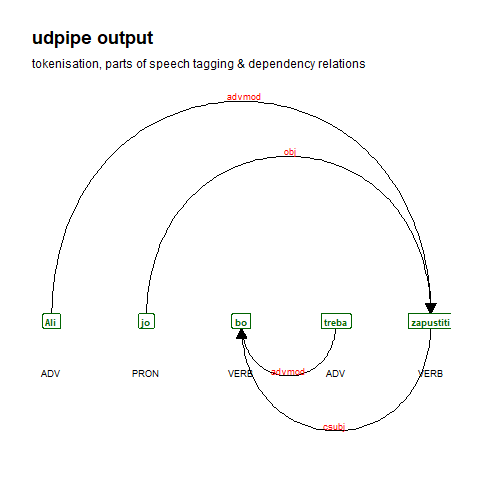 udpipe output
tokenisation, parts of speech tagging & dependency relations
advmod
obj
Ali jo bo treba zapustiti
ADV PRON VERB advmod ADV VERB
csubj